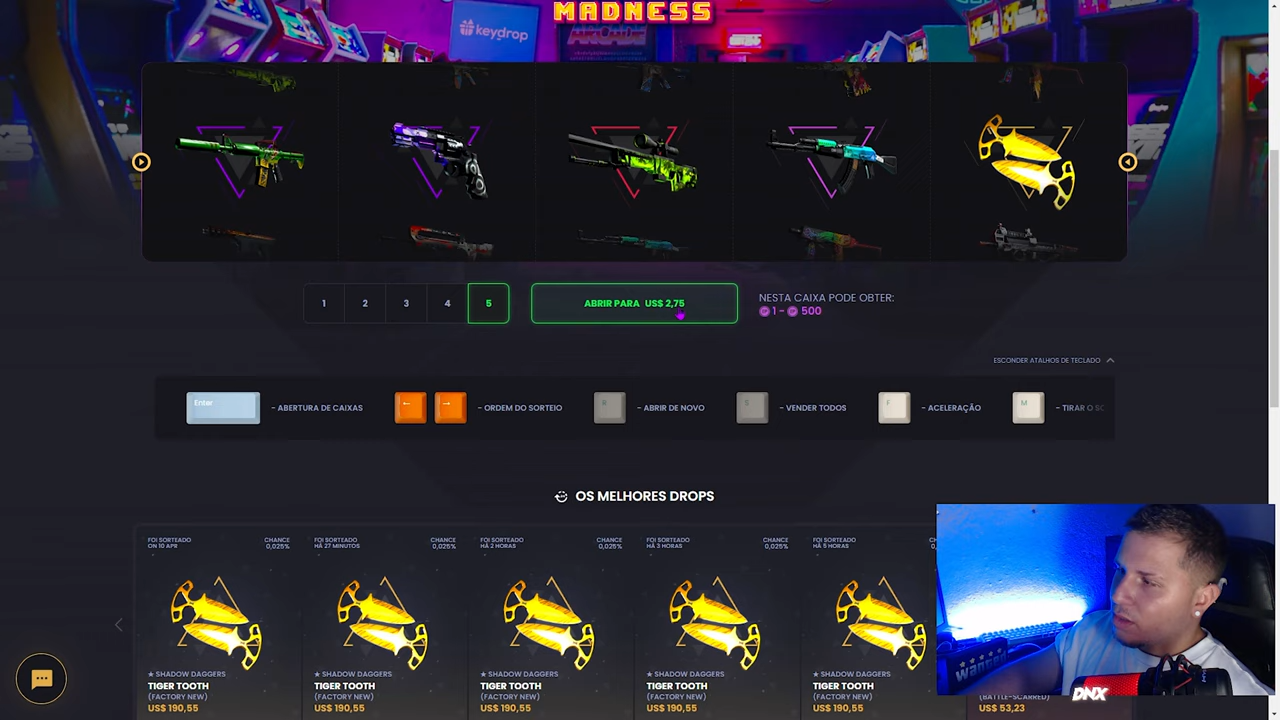 MADNESS
keydrop
ARCADE
1
2
3
4
5
ABRIR PARA US$ 2,75
NESTA CAIXA PODE OBTER:
1 - 500
ESCONDER ATALHOS DE TECLADO
Enter
- ABERTURA DE CAIXAS
←
→
- ORDEM DO SORTEIO
R
- ABRIR DE NOVO
S
- VENDER TODOS
F
- ACELERAÇÃO
M
- TIRAR O
OS MELHORES DROPS
FOI SORTEADO
ON 10 APR
CHANCE
0,025%
★ SHADOW DAGGERS
TIGER TOOTH
(FACTORY NEW)
US$ 190,55
FOI SORTEADO
HÁ 27 MINUTOS
CHANCE
0,025%
★ SHADOW DAGGERS
TIGER TOOTH
(FACTORY NEW)
US$ 190,55
FOI SORTEADO
HÁ 2 HORAS
CHANCE
0,025%
★ SHADOW DAGGERS
TIGER TOOTH
(FACTORY NEW)
US$ 190,55
FOI SORTEADO
HÁ 3 HORAS
CHANCE
0,025%
★ SHADOW DAGGERS
TIGER TOOTH
(FACTORY NEW)
US$ 190,55
FOI SORTEADO
HÁ 5 HORAS
★ SHADOW DAGGERS
TIGER TOOTH
(FACTORY NEW)
US$ 190,55
(BATTLE-SCARRED)
US$ 53,23
WANTED
DNX